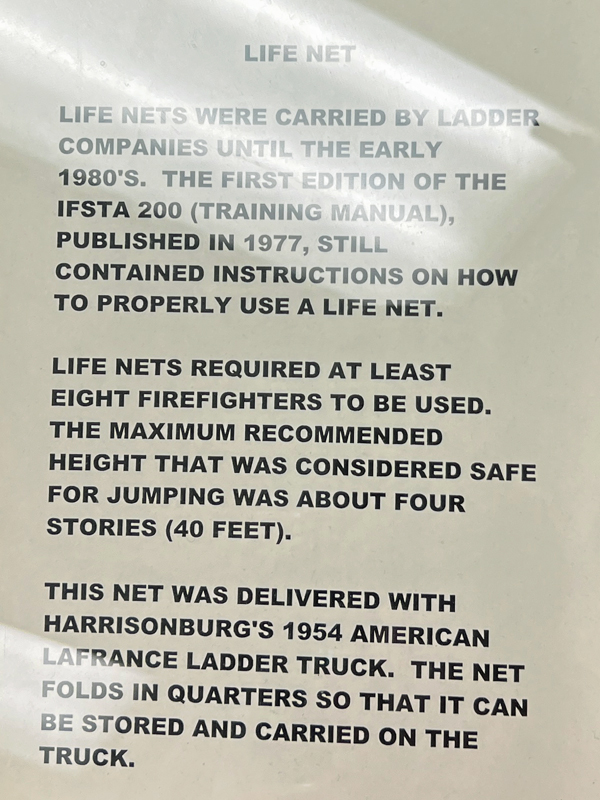 LIFE NET
LIFE NETS WERE CARRIED BY LADDER
COMPANIES UNTIL THE EARLY
1980'S.  THE FIRST EDITION OF THE
IFSTA 200 (TRAINING MANUAL),
PUBLISHED IN 1977, STILL
CONTAINED INSTRUCTIONS ON HOW
TO PROPERLY USE A LIFE NET.
LIFE NETS REQUIRED AT LEAST
EIGHT FIREFIGHTERS TO BE USED.
THE MAXIMUM RECOMMENDED
HEIGHT THAT WAS CONSIDERED SAFE
FOR JUMPING WAS ABOUT FOUR
STORIES (40 FEET).
THIS NET WAS DELIVERED WITH
HARRISONBURG'S 1954 AMERICAN
LAFRANCE LADDER TRUCK.  THE NET
FOLDS IN QUARTERS SO THAT IT CAN
BE STORED AND CARRIED ON THE
TRUCK.